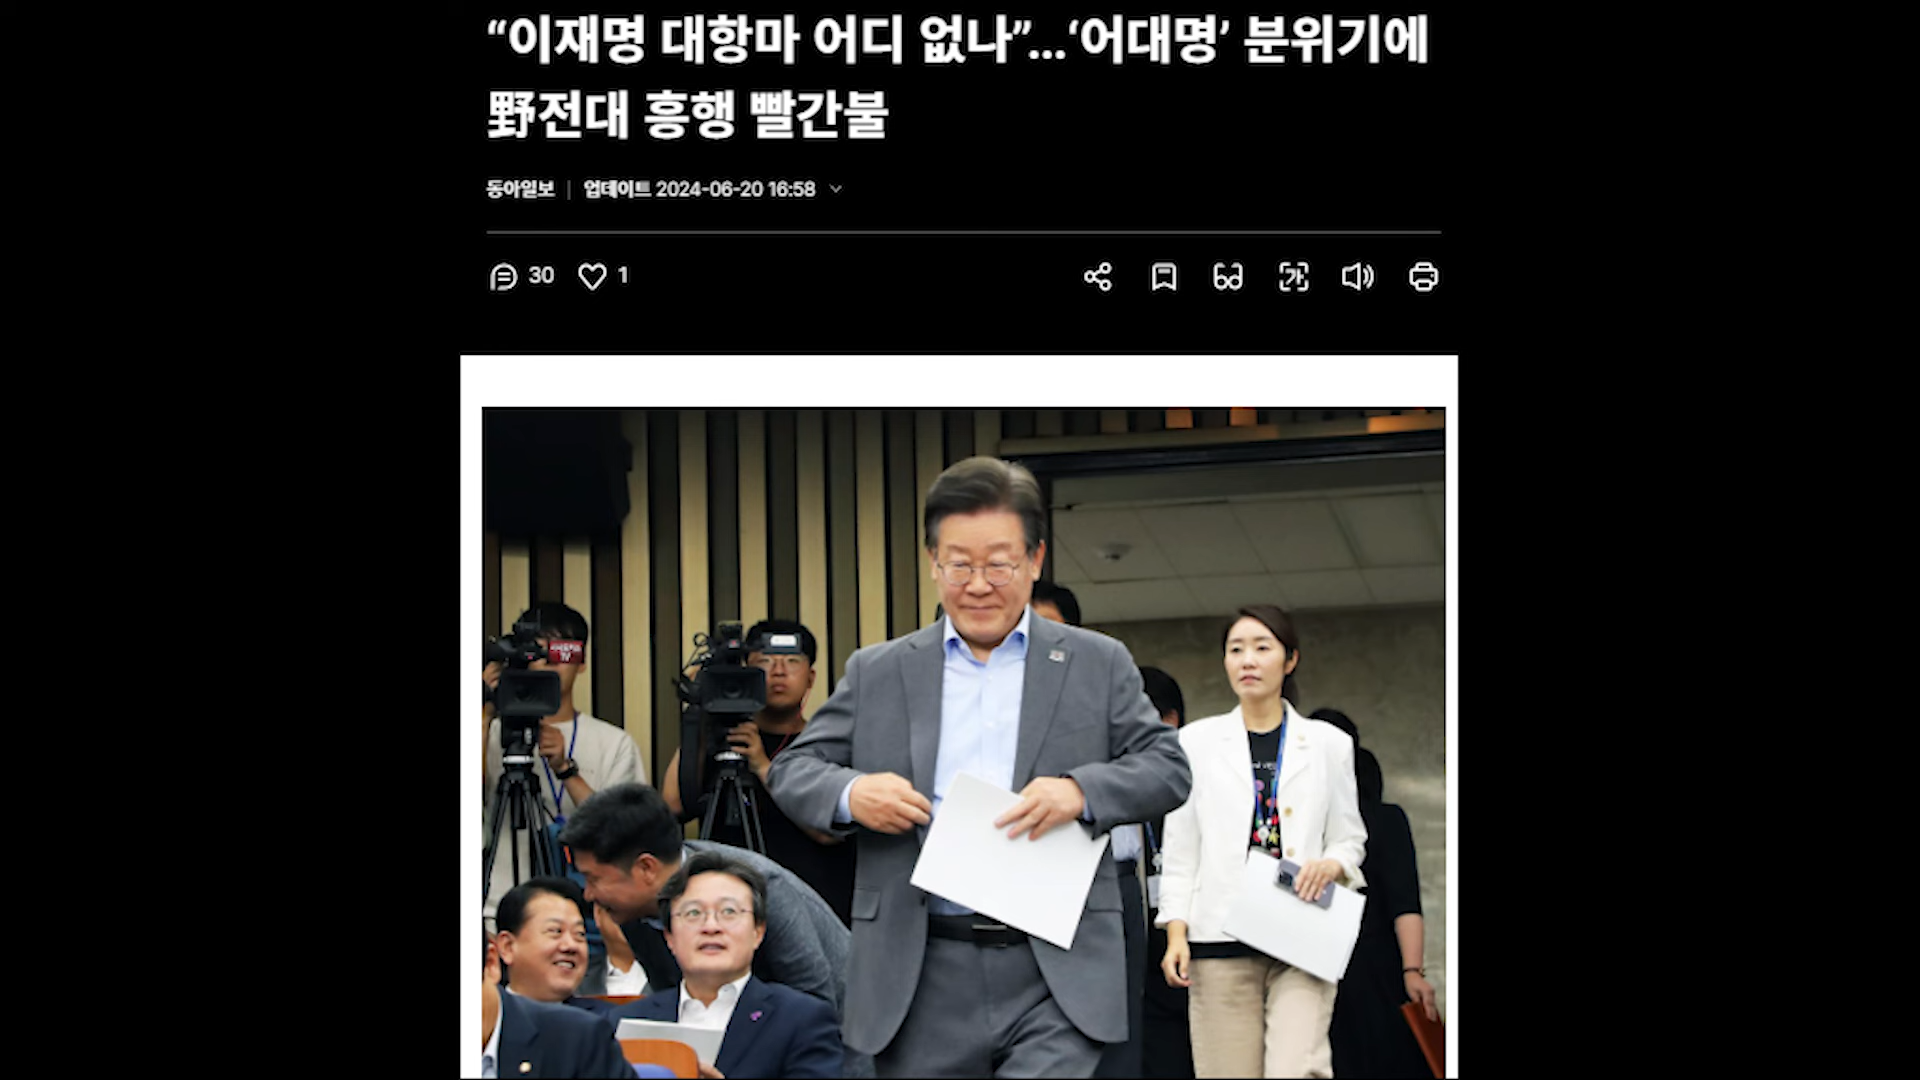 “이재명 대항마 어디 없나”…‘어대명’ 분위기에
野전대 흥행 빨간불
동아일보 | 업데이트 2024-06-20 16:58
30 1
가
TV